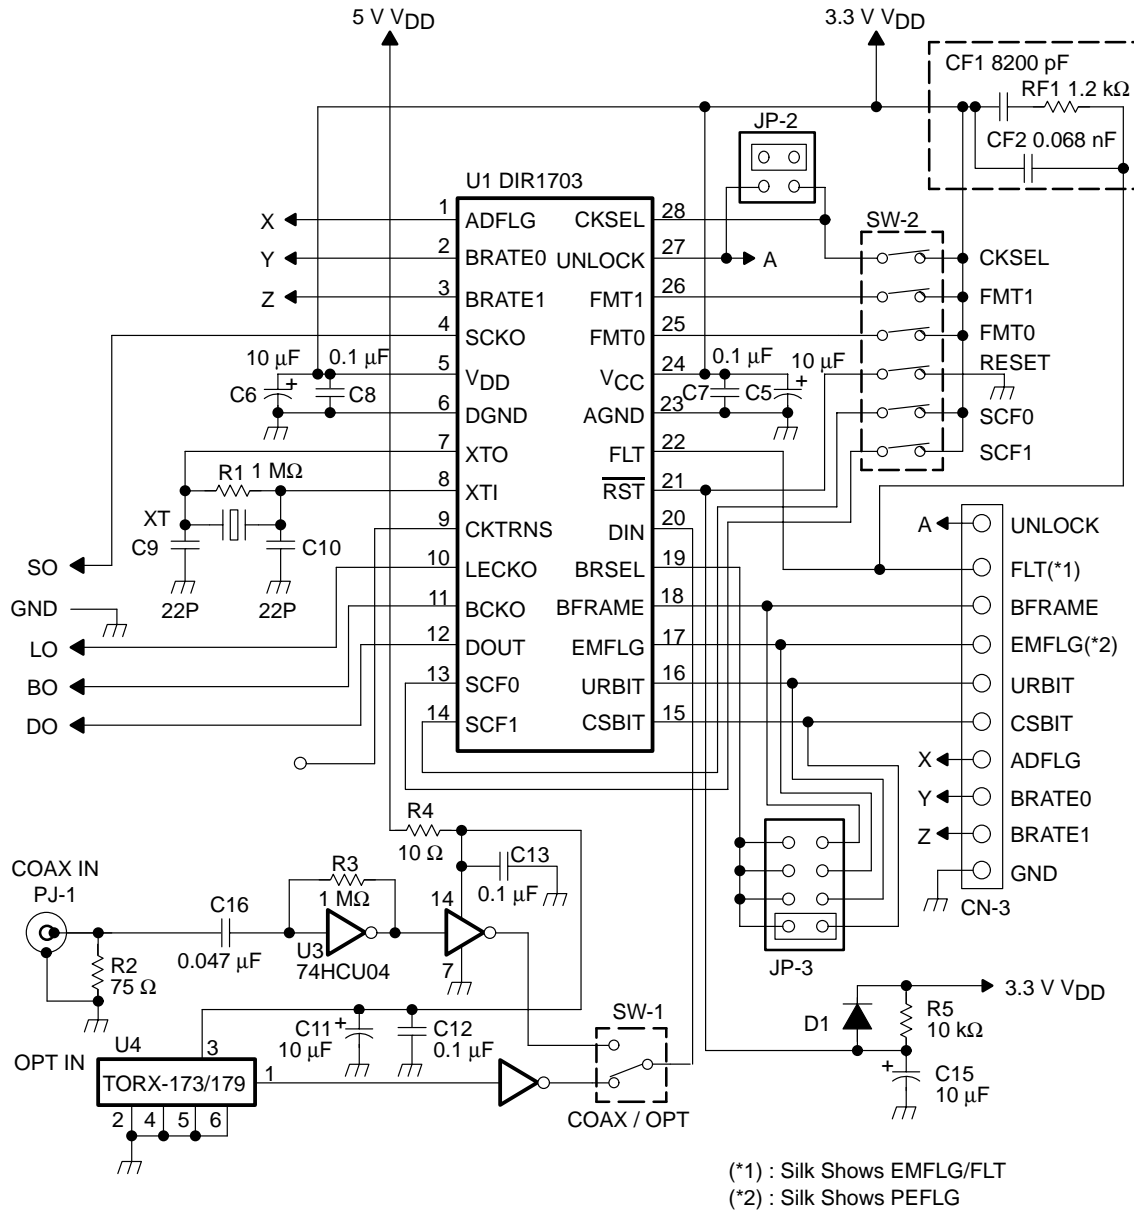 5 V VDD
3.3 V VDD
CF1 8200 pF
RF1 1.2 kΩ
CF2 0.068 nF
JP-2
U1 DIR1703
SW-2
X
1
ADFLG
CKSEL
28
Y
2
BRATE0
UNLOCK
27
A
CKSEL
Z
3
BRATE1
FMT1
26
FMT1
4
SCKO
FMT0
25
FMT0
10 μF
0.1 μF
5
VDD
VCC
24
0.1 μF
10 μF
RESET
C6
+
C8
6
DGND
AGND
23
C7
C5
+
SCF0
7
XTO
FLT
22
SCF1
R1
1 MΩ
8
XTI
RST
21
XT
9
CKTRNS
DIN
20
A
UNLOCK
C9
C10
SO
10
LECKO
BRSEL
19
FLT(*1)
GND
22P
22P
11
BCKO
BFRAME
18
BFRAME
LO
12
DOUT
EMFLG
17
EMFLG(*2)
BO
13
SCF0
URBIT
16
URBIT
DO
14
SCF1
CSBIT
15
CSBIT
X
ADFLG
Y
BRATE0
R4
10 Ω
Z
BRATE1
COAX IN
PJ-1
R3
1 MΩ
C13
0.1 μF
GND
C16
14
CN-3
0.047 μF
U3
74HCU04
7
R2
75 Ω
JP-3
3.3 V VDD
D1
R5
10 kΩ
C11
+
10 μF
C12
0.1 μF
SW-1
OPT IN
U4
3
TORX-173/179
1
+
C15
10 μF
2
4
5
6
COAX / OPT
(*1) : Silk Shows EMFLG/FLT
(*2) : Silk Shows PEFLG